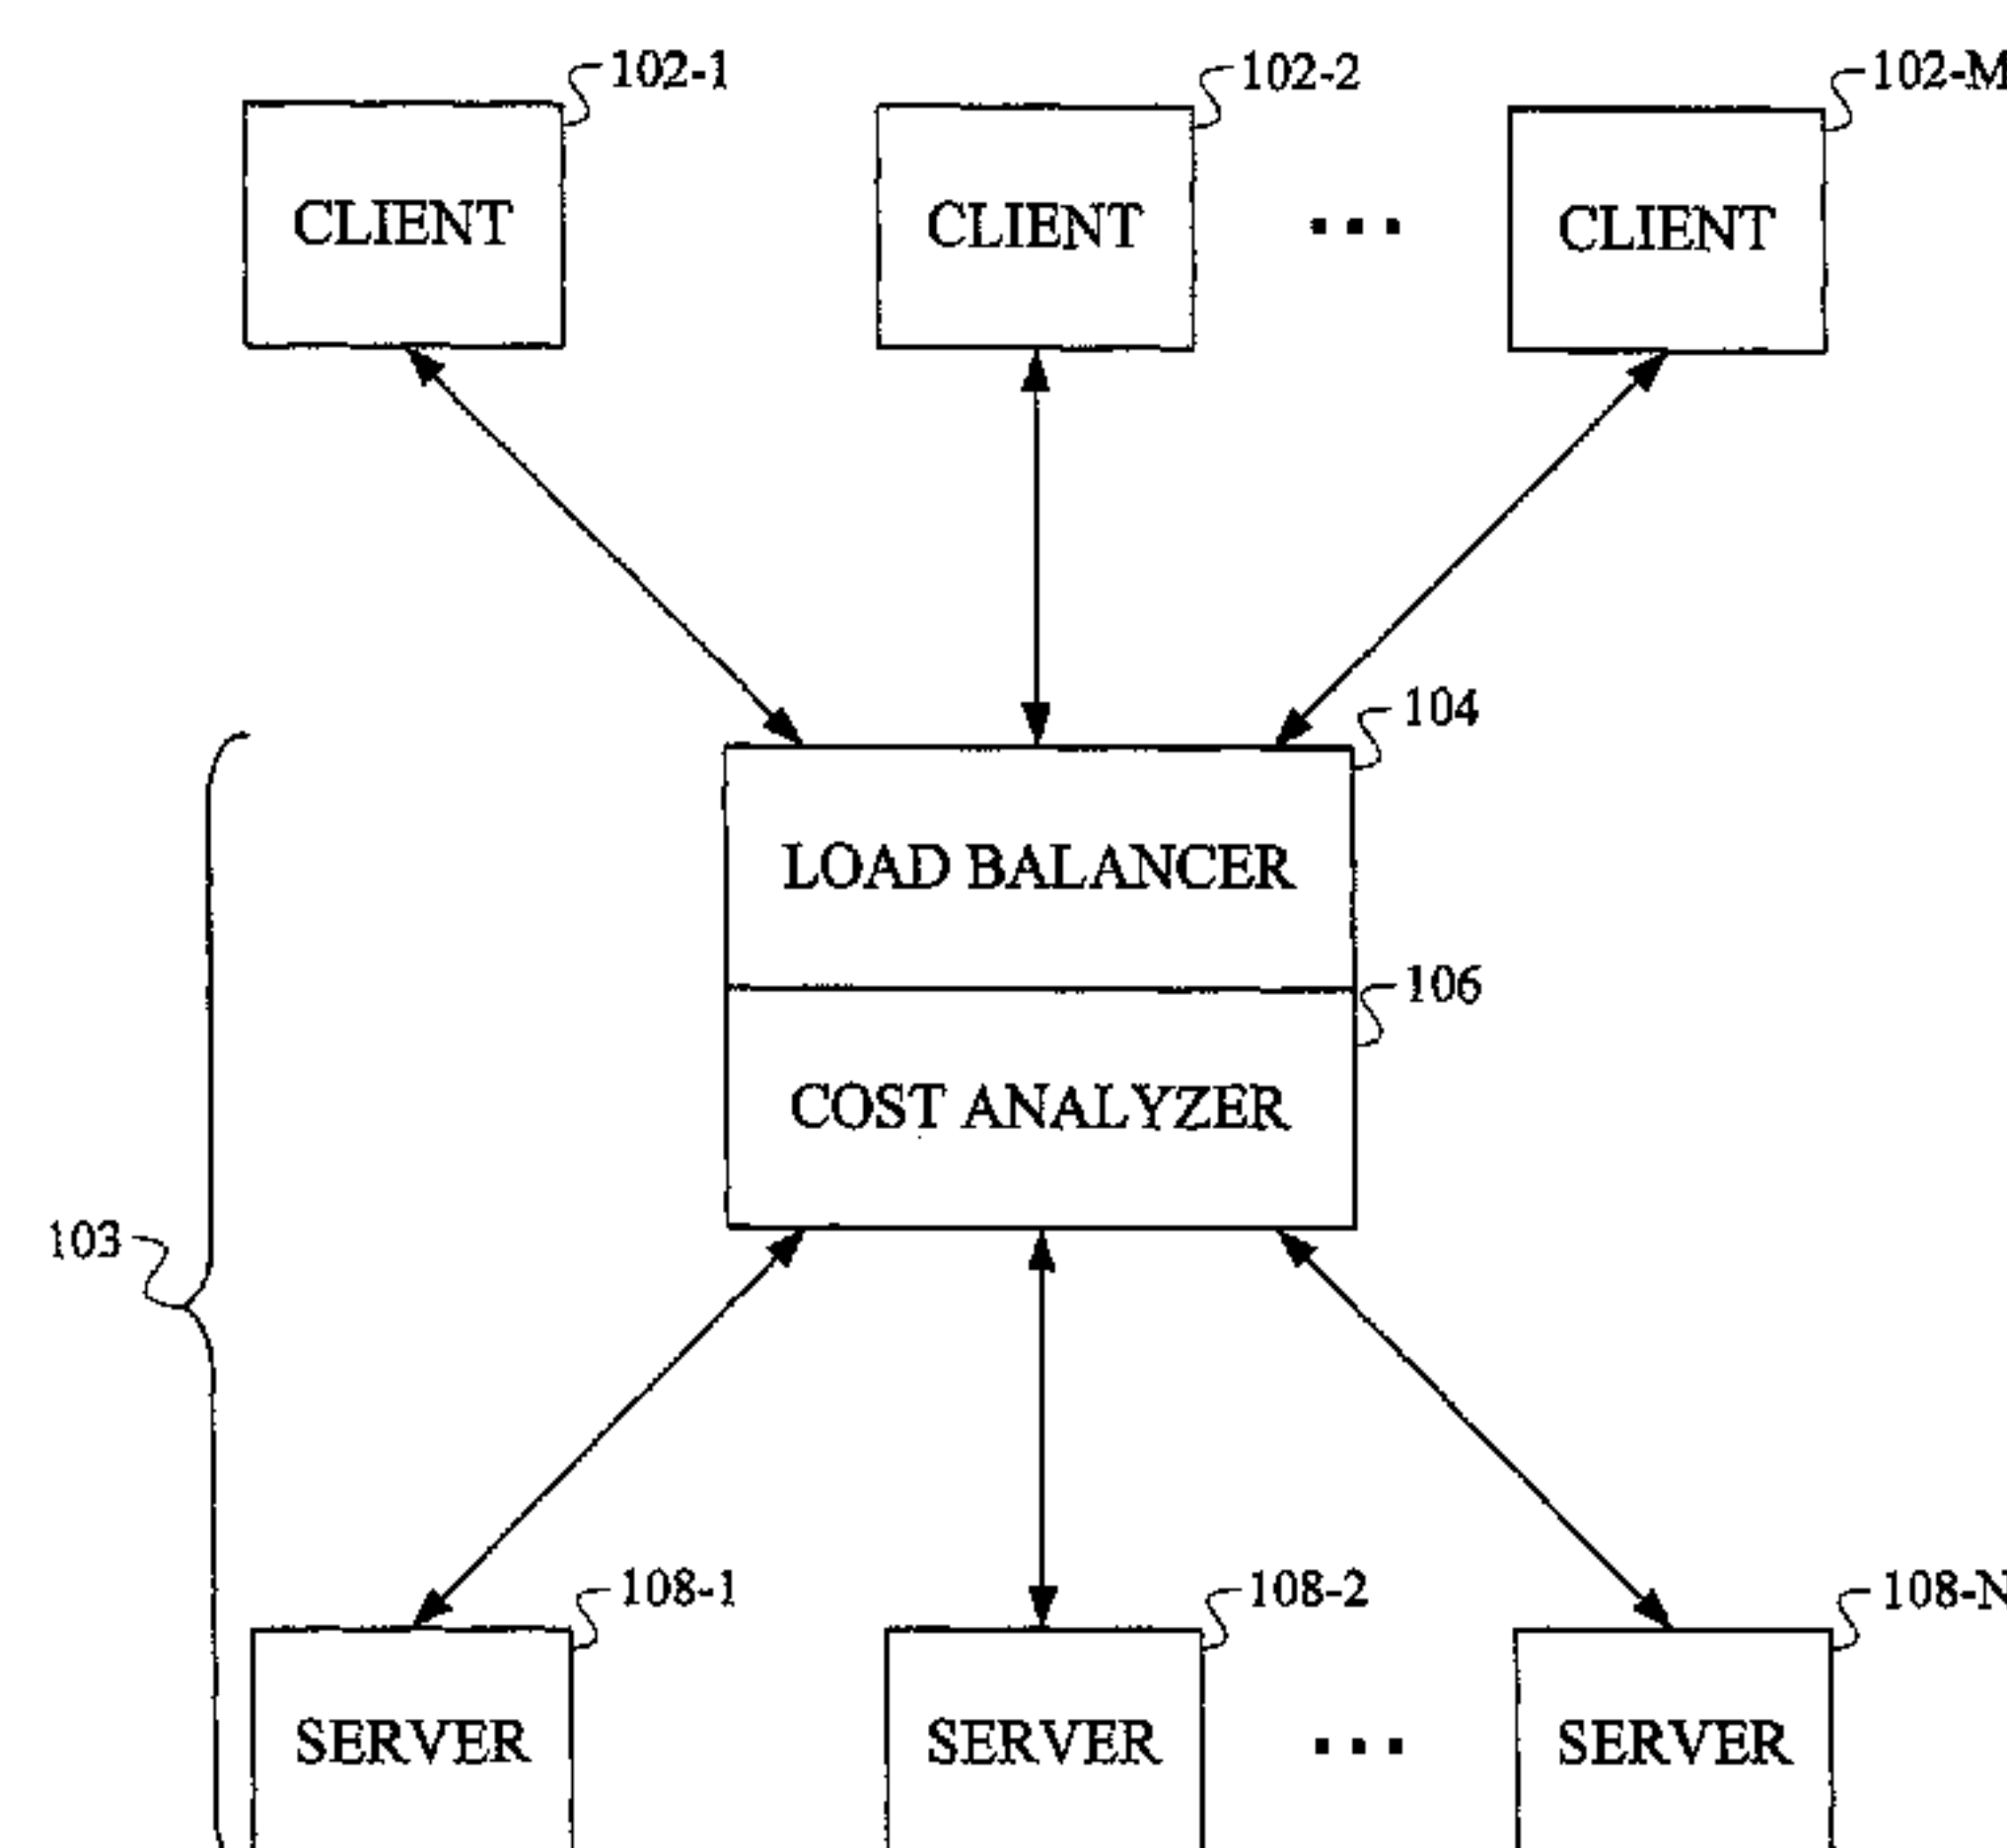 102-1
102-2
102-M
CLIENT
CLIENT
...
CLIENT
104
LOAD BALANCER
106
COST ANALYZER
103
108-1
108-2
108-N
SERVER
SERVER
...
SERVER